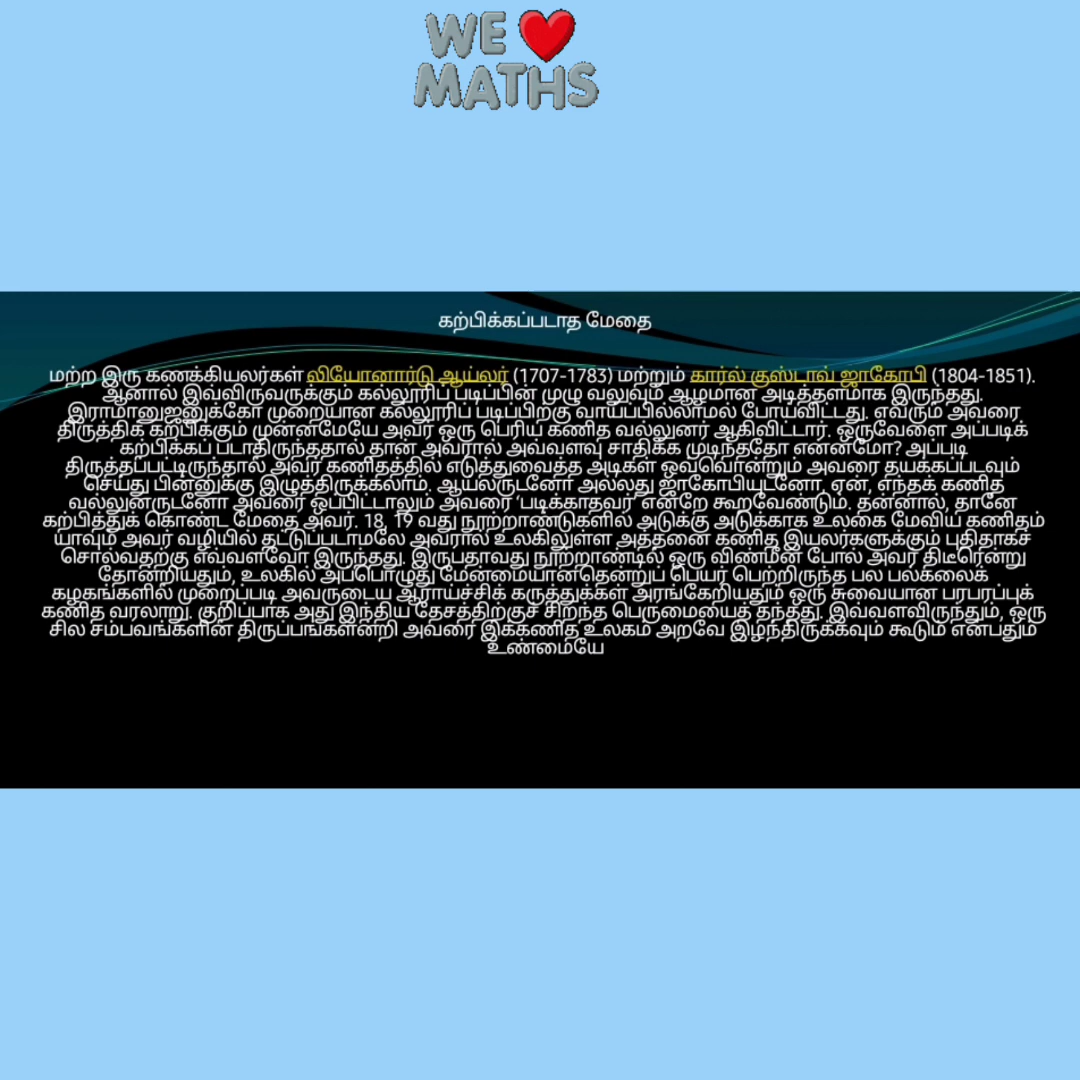 WE ❤
MATHS
கற்பிக்கப்படாத மேதை
மற்ற இரு கணக்கியலர்கள் லியோனார்டு ஆய்லர் (1707-1783) மற்றும் கார்ல் குஸ்டாவ் ஜாகோபி (1804-1851).
ஆனால் இவ்விருவருக்கும் கல்லூரிப் படிப்பின் முழு வலுவும் ஆழமான அடித்தளமாக இருந்தது.
இராமானுஜனுக்கோ முறையான கல்லூரிப் படிப்பிற்கு வாய்ப்பில்லாமல் போய்விட்டது. எவரும் அவரை
திருத்திக் கற்பிக்கும் முன்னமேயே அவர் ஒரு பெரிய கணித வல்லுனர் ஆகிவிட்டார். ஒருவேளை அப்படிக்
கற்பிக்கப் படாதிருந்ததால் தான் அவரால் அவ்வளவு சாதிக்க முடிந்ததோ என்னமோ? அப்படி
திருத்தப்பட்டிருந்தால் அவர் கணிதத்தில் எடுத்துவைத்த அடிகள் ஒவ்வொன்றும் அவரை தயக்கப்படவும்
செய்து பின்னுக்கு இழுத்திருக்கலாம். ஆய்லருடனோ அல்லது ஜாகோபியுடனோ, ஏன், எந்தக் கணித
வல்லுனருடனோ அவரை ஒப்பிட்டாலும் அவரை ‘படிக்காதவர்’ என்றே கூறவேண்டும். தன்னால், தானே
கற்பித்துக் கொண்ட மேதை அவர். 18, 19 வது நூற்றாண்டுகளில் அடுக்கு அடுக்காக உலகை மேவிய கணிதம்
யாவும் அவர் வழியில் தட்டுப்படாமலே அவரால் உலகிலுள்ள அத்தனை கணித இயலர்களுக்கும் புதிதாகச்
சொல்வதற்கு எவ்வளவோ இருந்தது. இருபதாவது நூற்றாண்டில் ஒரு விண்மீன் போல் அவர் திடீரென்று
தோன்றியதும், உலகில் அப்பொழுது மேன்மையானதென்றுப் பெயர் பெற்றிருந்த பல பல்கலைக்
கழகங்களில் முறைப்படி அவருடைய ஆராய்ச்சிக் கருத்துக்கள் அரங்கேறியதும் ஒரு சுவையான பரபரப்புக்
கணித வரலாறு. குறிப்பாக அது இந்திய தேசத்திற்குச் சிறந்த பெருமையைத் தந்தது. இவ்வளவிருந்தும், ஒரு
சில சம்பவங்களின் திருப்பங்களன்றி அவரை இக்கணித உலகம் அறவே இழந்திருக்கவும் கூடும் என்பதும்
உண்மையே